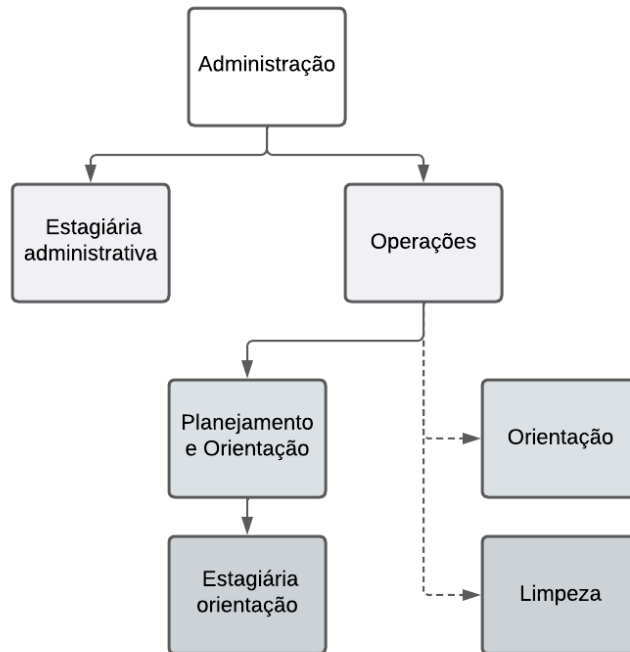 Administração
Estagiária
administrativa
Operações
Planejamento
e Orientação
Orientação
Estagiária
orientação
Limpeza